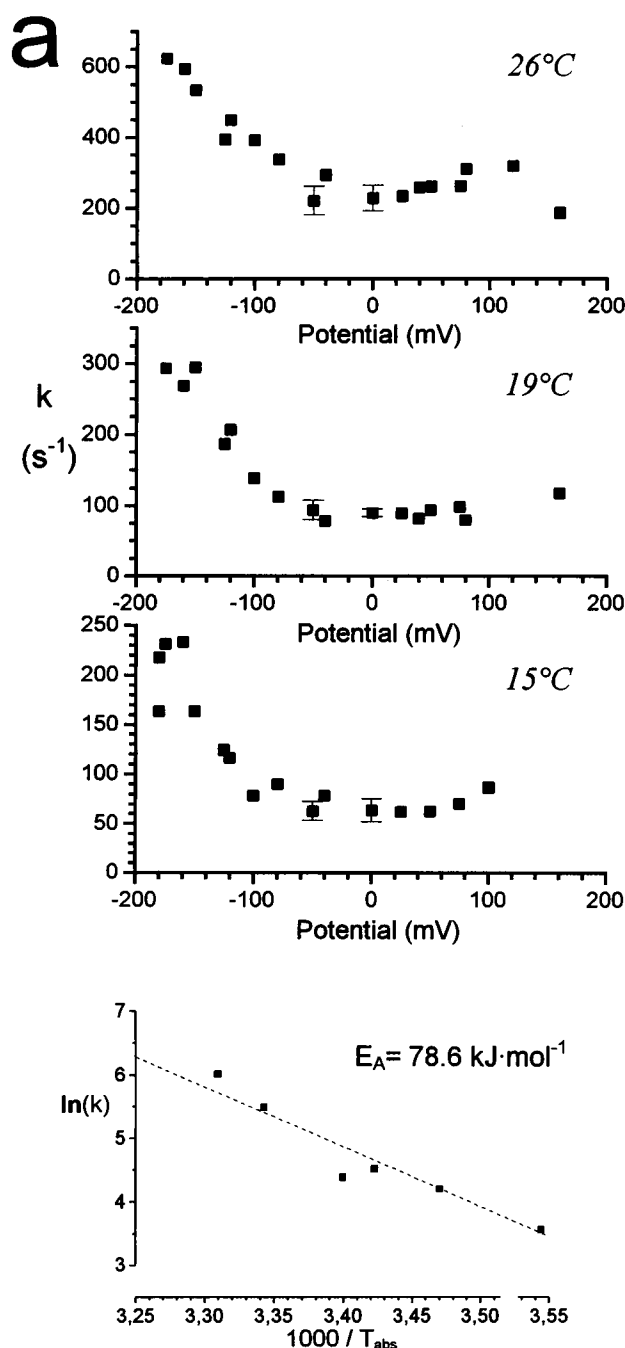 a
26°C
600
400
200
0
-200 -100 0 100 200
Potential (mV)
k
(s⁻¹)
19°C
300
200
100
0
-200 -100 0 100 200
Potential (mV)
15°C
250
200
150
100
50
0
-200 -100 0 100 200
Potential (mV)
E_A= 78.6 kJ·mol⁻¹
ln(k)
7
6
5
4
3
3,25 3,30 3,35 3,40 3,45 3,50 3,55
1000 / T_abs